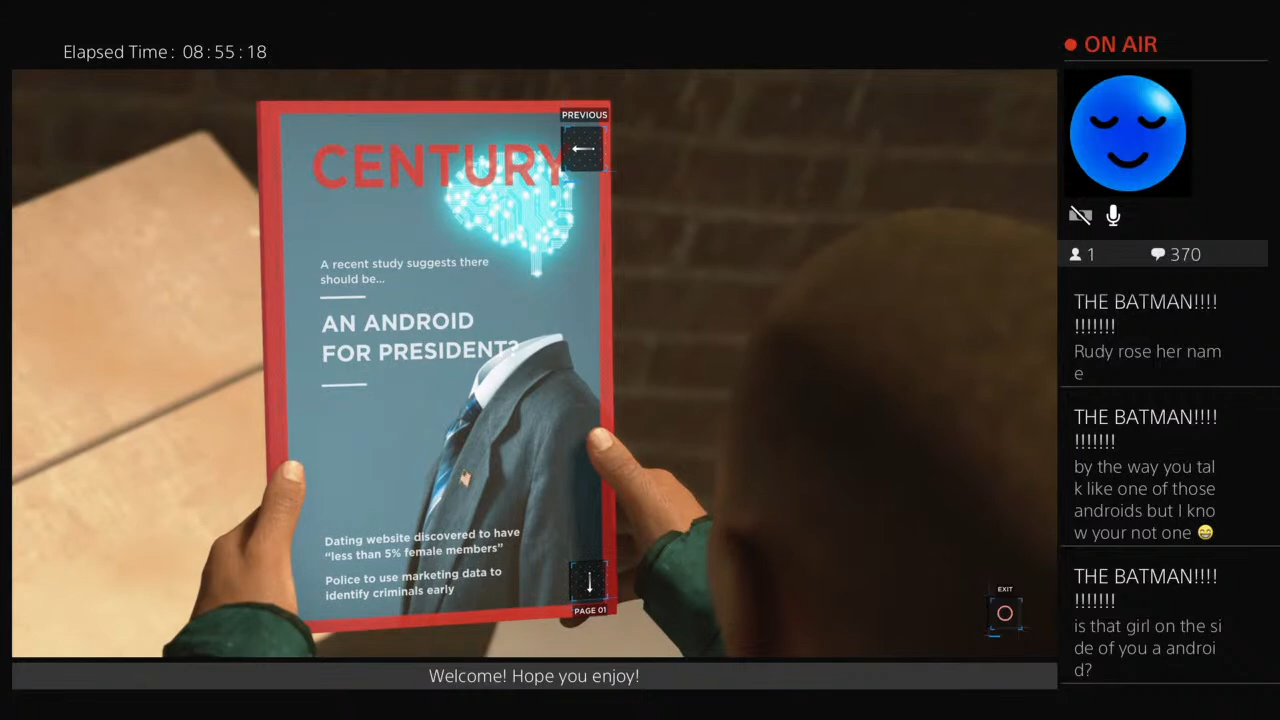 Elapsed Time: 08:55:18
ON AIR
PREVIOUS
CENTURY
A recent study suggests there
should be...
AN ANDROID
FOR PRESIDENT?
Dating website discovered to have
“less than 5% female members”
Police to use marketing data to
identify criminals early
PAGE 01
EXIT
Welcome! Hope you enjoy!
1
370
THE BATMAN!!!!
!!!!!!!
Rudy rose her nam
e
THE BATMAN!!!!
!!!!!!!
by the way you tal
k like one of those
androids but I kno
w your not one 😁
THE BATMAN!!!!
!!!!!!!
is that girl on the si
de of you a androi
d?